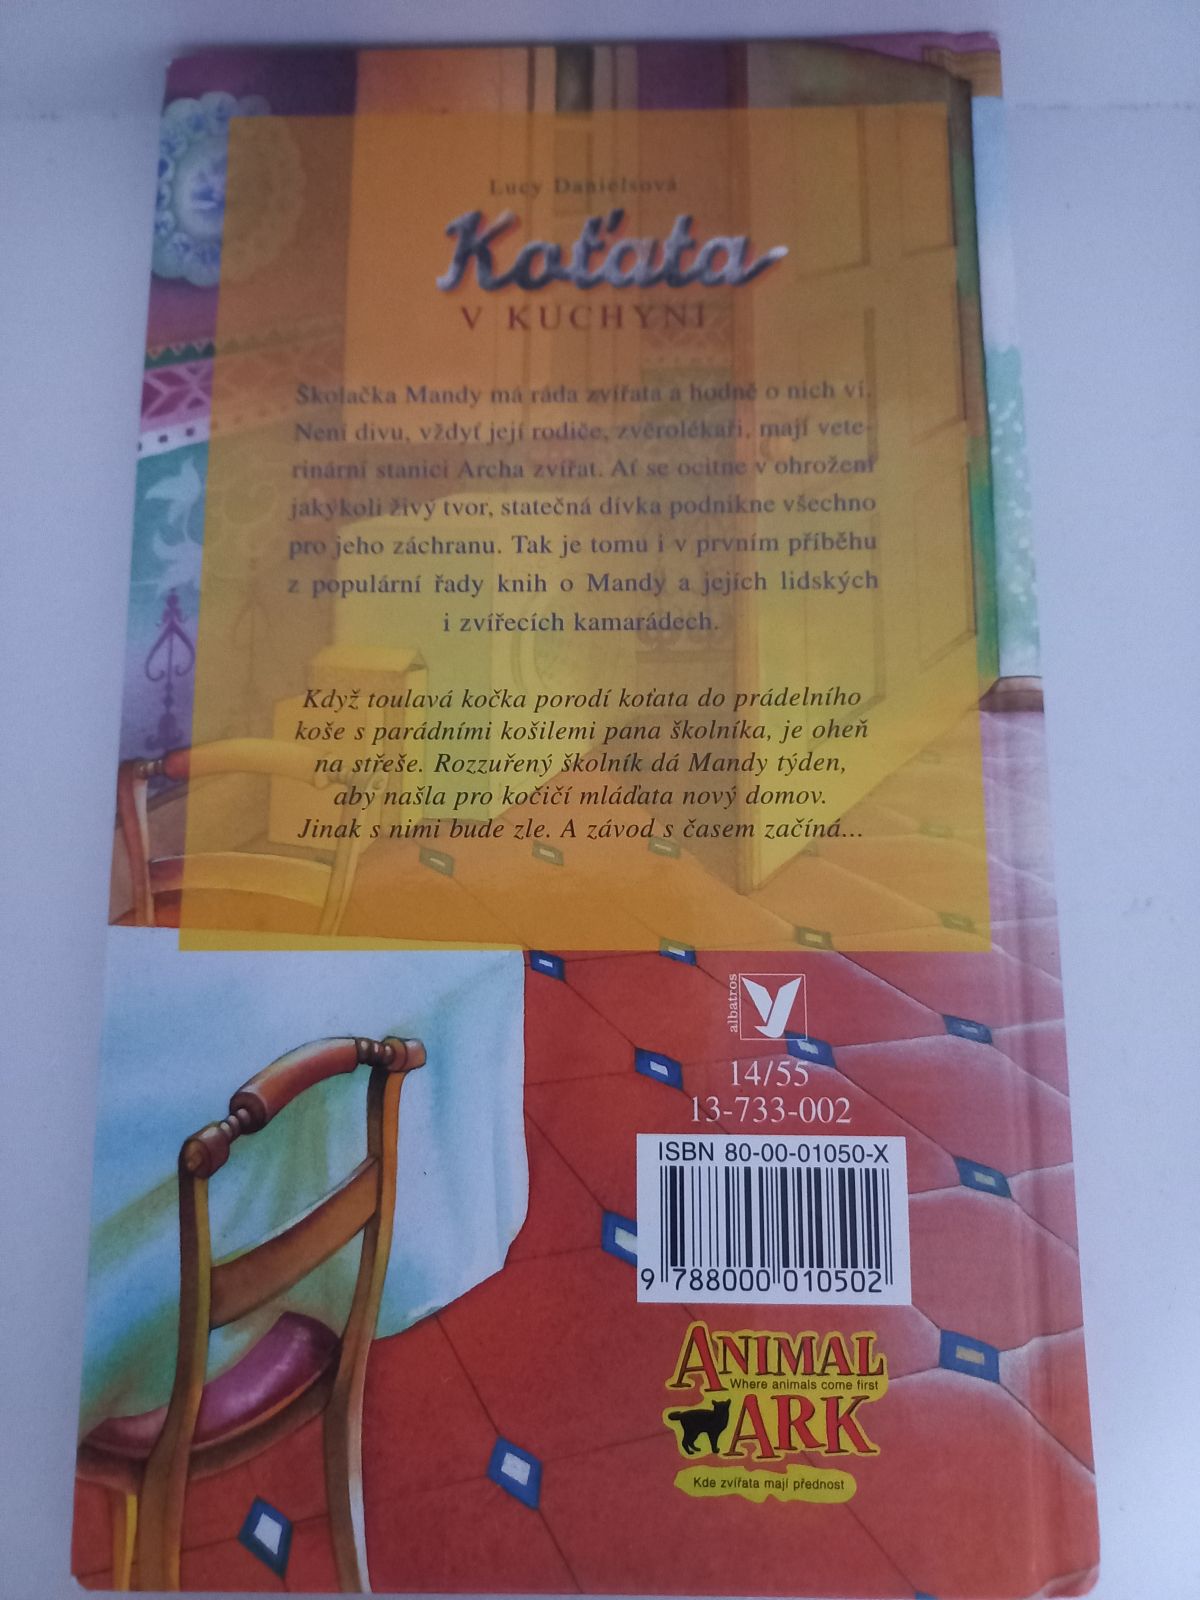 Lucy Danielsová
Koťata
V KUCHYNI
Školačka Mandy má ráda zvířata a hodně o nich ví.
Není divu, vždyť její rodiče, zvěrolékaři, mají vete-
rinární stanici Archa zvířat. Ať se ocitne v ohrožení
jakýkoli živý tvor, statečná dívka podnikne všechno
pro jeho záchranu. Tak je tomu i v prvním příběhu
z populární řady knih o Mandy a jejích lidských
i zvířecích kamarádech.
Když toulavá kočka porodí koťata do prádelního
koše s parádními košilemi pana školníka, je oheň
na střeše. Rozzuřený školník dá Mandy týden,
aby našla pro kočičí mláďata nový domov.
Jinak s nimi bude zle. A závod s časem začíná...
albatros
14/55
13-733-002
ISBN 80-00-01050-X
9 788000 010502
ANIMAL
Where animals come first
ARK
Kde zvířata mají přednost